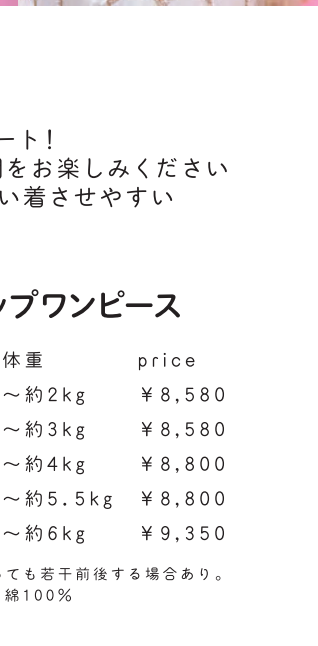 ート！
をお楽しみください
い着させやすい
ップワンピース
体重 price
～約2kg ￥8,580
～約3kg ￥8,580
～約4kg ￥8,800
～約5.5kg ￥8,800
～約6kg ￥9,350
ても若干前後する場合あり。
綿100％